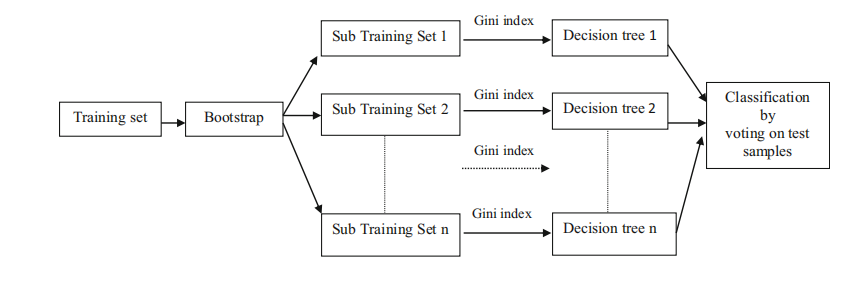 Gini index
Sub Training Set 1
Decision tree 1
Training set
Bootstrap
Gini index
Sub Training Set 2
Decision tree 2
Classification
by
voting on test
samples
Gini index
Gini index
Sub Training Set n
Decision tree n